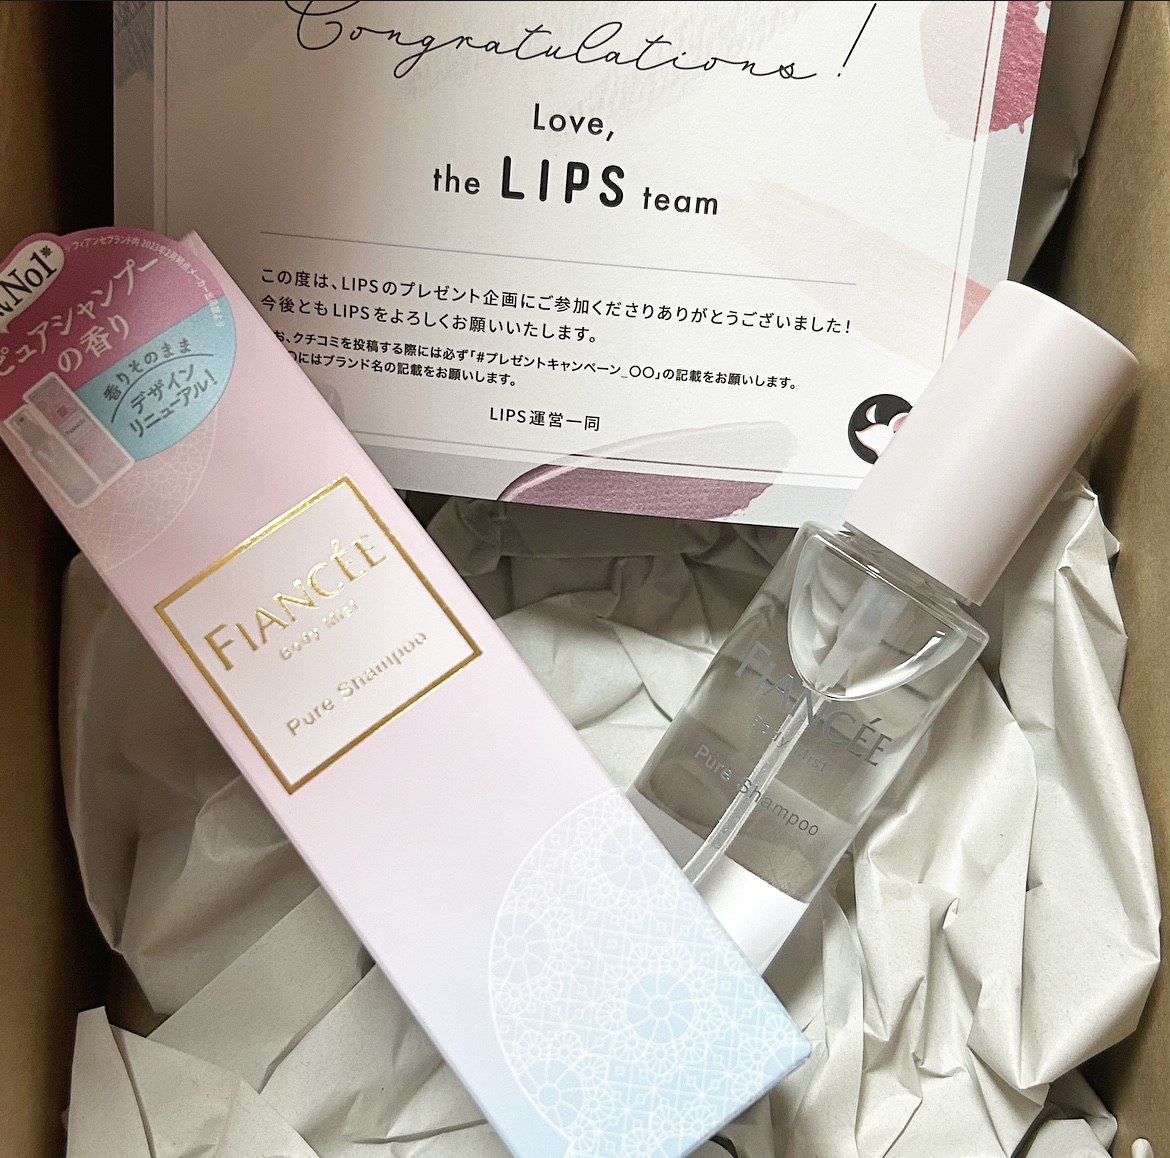 Congratulations!
Love,
the LIPS team
この度は、LIPSのプレゼント企画にご参加くださりありがとうございました！
今後ともLIPSをよろしくお願いいたします。
お、クチコミを投稿する際には必ず「#プレゼントキャンペーン_〇〇」の記載をお願いします。
にはブランド名の記載をお願いします。
LIPS運営一同
No1※
ピュアシャンプー
の香り
香りそのまま
デザイン
リニューアル！
FIANCÉE
Body Mist
Pure Shampoo
FIANCÉE
Body Mist
Pure Shampoo